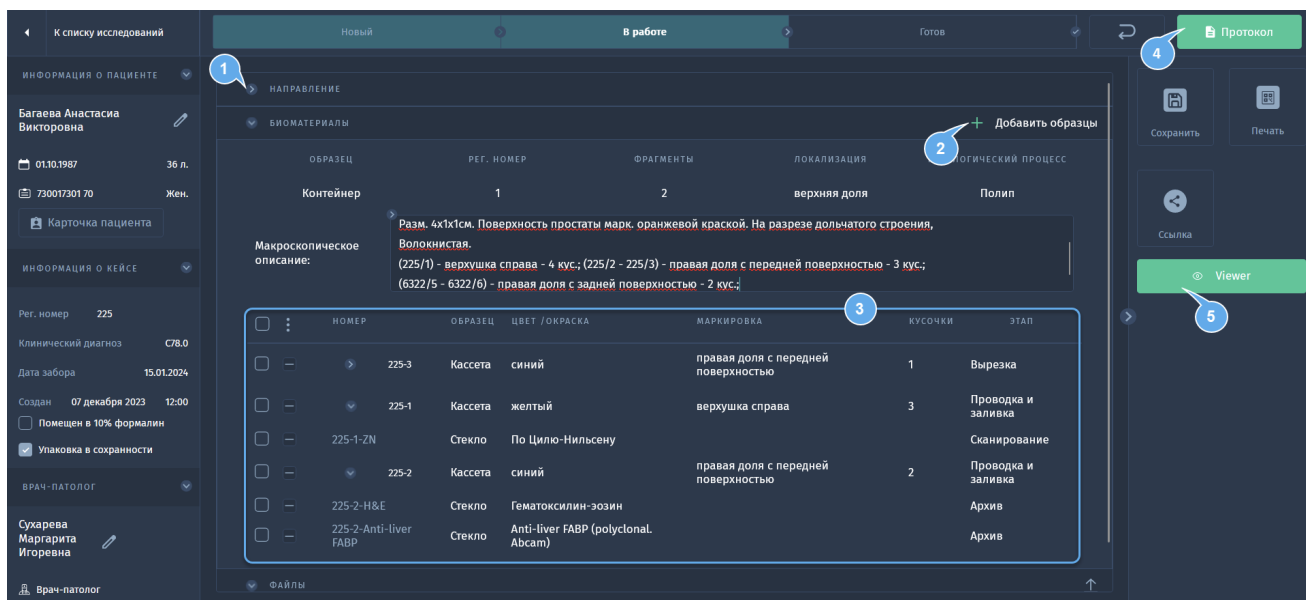 К списку исследований
Новый
В работе
Готов
Протокол
4
ИНФОРМАЦИЯ О ПАЦИЕНТЕ
Багаева Анастасия
Викторовна
01.10.1987 36 л.
73001730170 Жен.
Карточка пациента
ИНФОРМАЦИЯ О КЕЙСЕ
Рег. номер 225
Клинический диагноз С78.0
Дата забора 15.01.2024
Создан 07 декабря 2023 12:00
Помещен в 10% формалин
Упаковка в сохранности
ВРАЧ-ПАТОЛОГ
Сухарева
Маргарита
Игоревна
Врач-патолог
1
НАПРАВЛЕНИЕ
БИОМАТЕРИАЛЫ
Добавить образцы
2
ОБРАЗЕЦ РЕГ. НОМЕР ФРАГМЕНТЫ ЛОКАЛИЗАЦИЯ ЛОГИЧЕСКИЙ ПРОЦЕСС
Контейнер 1 2 верхняя доля Полип
Макроскопическое
описание:
Разм. 4х1х1см. Поверхность простаты марк. оранжевой краской. На разрезе дольчатого строения,
Волокнистая.
(225/1) - верхушка справа - 4 кус.; (225/2 - 225/3) - правая доля с передней поверхностью - 3 кус.;
(6322/5 - 6322/6) - правая доля с задней поверхностью - 2 кус.;
3
НОМЕР ОБРАЗЕЦ ЦВЕТ /ОКРАСКА МАРКИРОВКА КУСОЧКИ ЭТАП
225-3 Кассета синий правая доля с передней
поверхностью 1 Вырезка
225-1 Кассета желтый верхушка справа 3 Проводка и
заливка
225-1-ZN Стекло По Цилю-Нильсену Сканирование
225-2 Кассета синий правая доля с передней
поверхностью 2 Проводка и
заливка
225-2-H&E Стекло Гематоксилин-эозин Архив
225-2-Anti-liver
FABP Стекло Anti-liver FABP (polyclonal.
Abcam) Архив
ФАЙЛЫ
Сохранить
Печать
Ссылка
Viewer
5